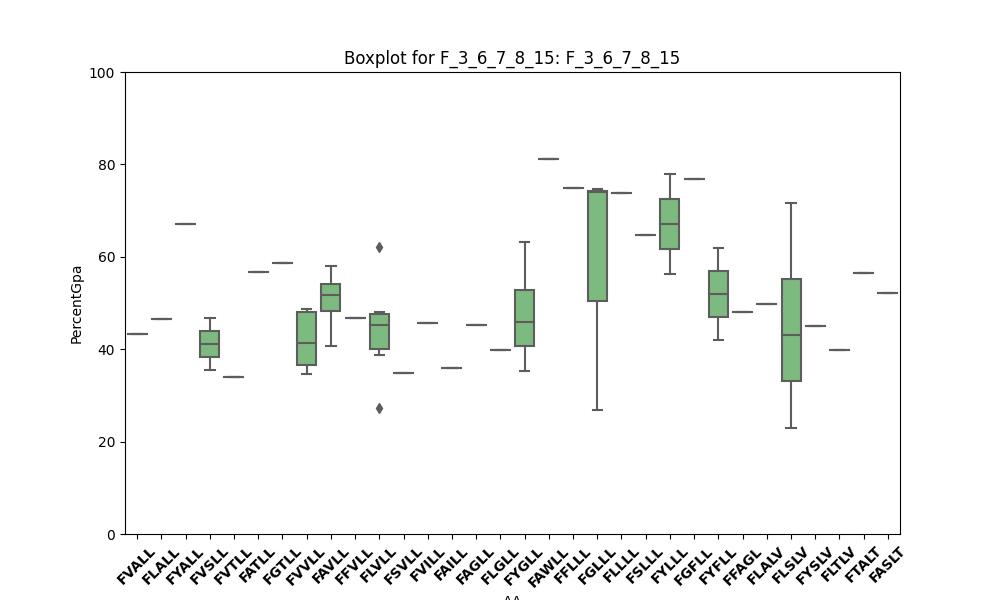 Boxplot for F_3_6_7_8_15: F_3_6_7_8_15
PercentGpa
100
80
60
40
20
0
FVALL
FLALL
FYALL
FVSLL
FVTLL
FATLL
FGTLL
FVVLL
FAVLL
FFVLL
FLVLL
FSVLL
FVILL
FAILL
FAGLL
FLGLL
FYGLL
FAWLL
FFLLL
FGLLL
FLLLL
FSLLL
FYLLL
FGFLL
FYFLL
FFAGL
FLALV
FLSLV
FYSLV
FLTLV
FTALT
FASLT
AA